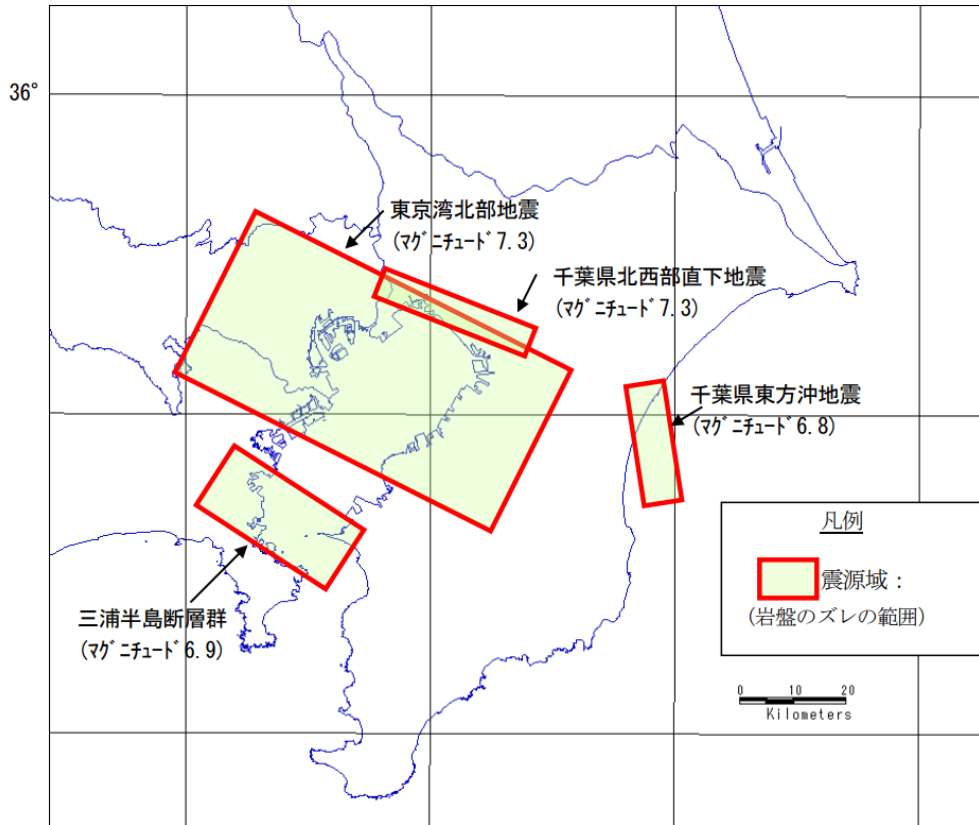 36°
東京湾北部地震
(ﾏｸﾞﾆﾁｭｰﾄﾞ7.3)
千葉県北西部直下地震
(ﾏｸﾞﾆﾁｭｰﾄﾞ7.3)
千葉県東方沖地震
(ﾏｸﾞﾆﾁｭｰﾄﾞ6.8)
三浦半島断層群
(ﾏｸﾞﾆﾁｭｰﾄﾞ6.9)
凡例
震源域：
(岩盤のズレの範囲)
0 10 20
Kilometers